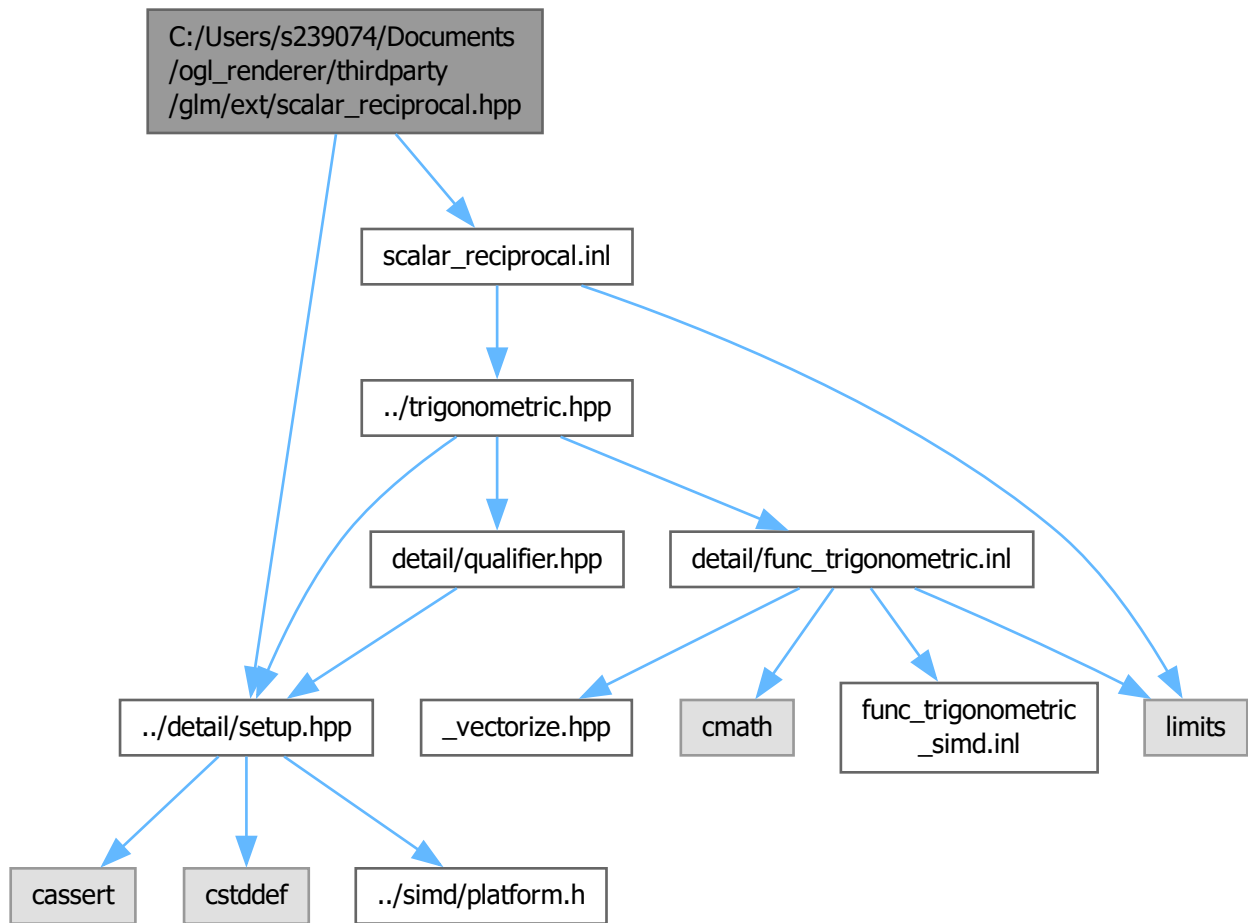 C:/Users/s239074/Documents
/ogl_renderer/thirdparty
/glm/ext/scalar_reciprocal.hpp
scalar_reciprocal.inl
../trigonometric.hpp
detail/qualifier.hpp
detail/func_trigonometric.inl
../detail/setup.hpp
_vectorize.hpp
cmath
func_trigonometric
_simd.inl
limits
cassert
cstddef
../simd/platform.h